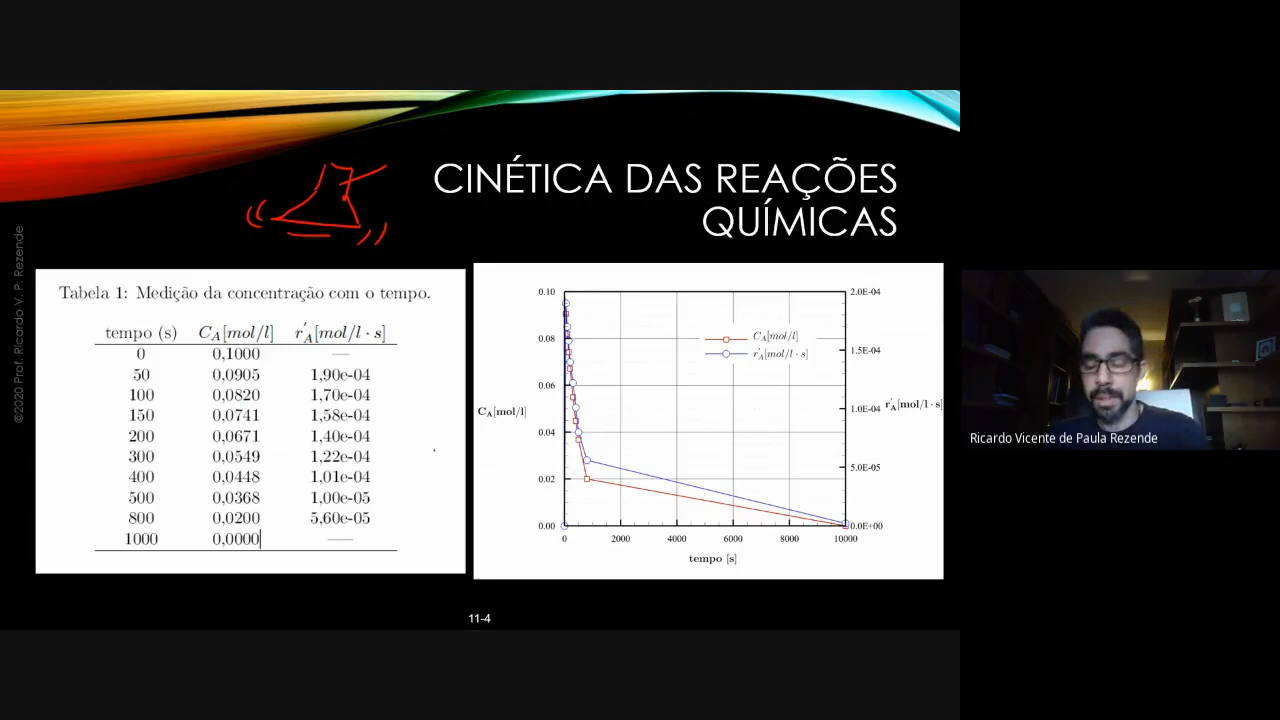 CINÉTICA DAS REAÇÕES
QUÍMICAS
©2020 Prof. Ricardo V. P. Rezende
Tabela 1: Medição da concentração com o tempo.
tempo (s) C_A[mol/l] r'_A[mol/l · s]
0 0,1000 —
50 0,0905 1,90e-04
100 0,0820 1,70e-04
150 0,0741 1,58e-04
200 0,0671 1,40e-04
300 0,0549 1,22e-04
400 0,0448 1,01e-04
500 0,0368 1,00e-05
800 0,0200 5,60e-05
1000 0,0000 —
0.10 2.0E-04
C_A[mol/l]
r'_A[mol/l · s]
0.08 1.5E-04
0.06
C_A[mol/l] 1.0E-04 r'_A[mol/l · s]
0.04
0.02 5.0E-05
0.00 0.0E+00
0 2000 4000 6000 8000 10000
tempo [s]
11-4
Ricardo Vicente de Paula Rezende